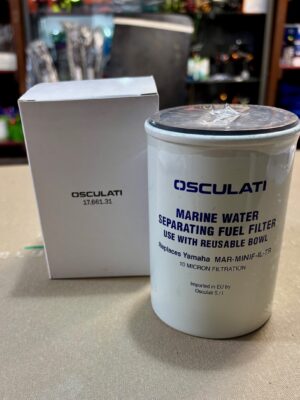 OSCULATI
17.661.31
OSCULATI
MARINE WATER
SEPARATING FUEL FILTER
USE WITH REUSABLE BOWL
Replaces Yamaha MAR-MINIF-IL-TR
10 MICRON FILTRATION
Imported in EU by
Osculati S.r.l.